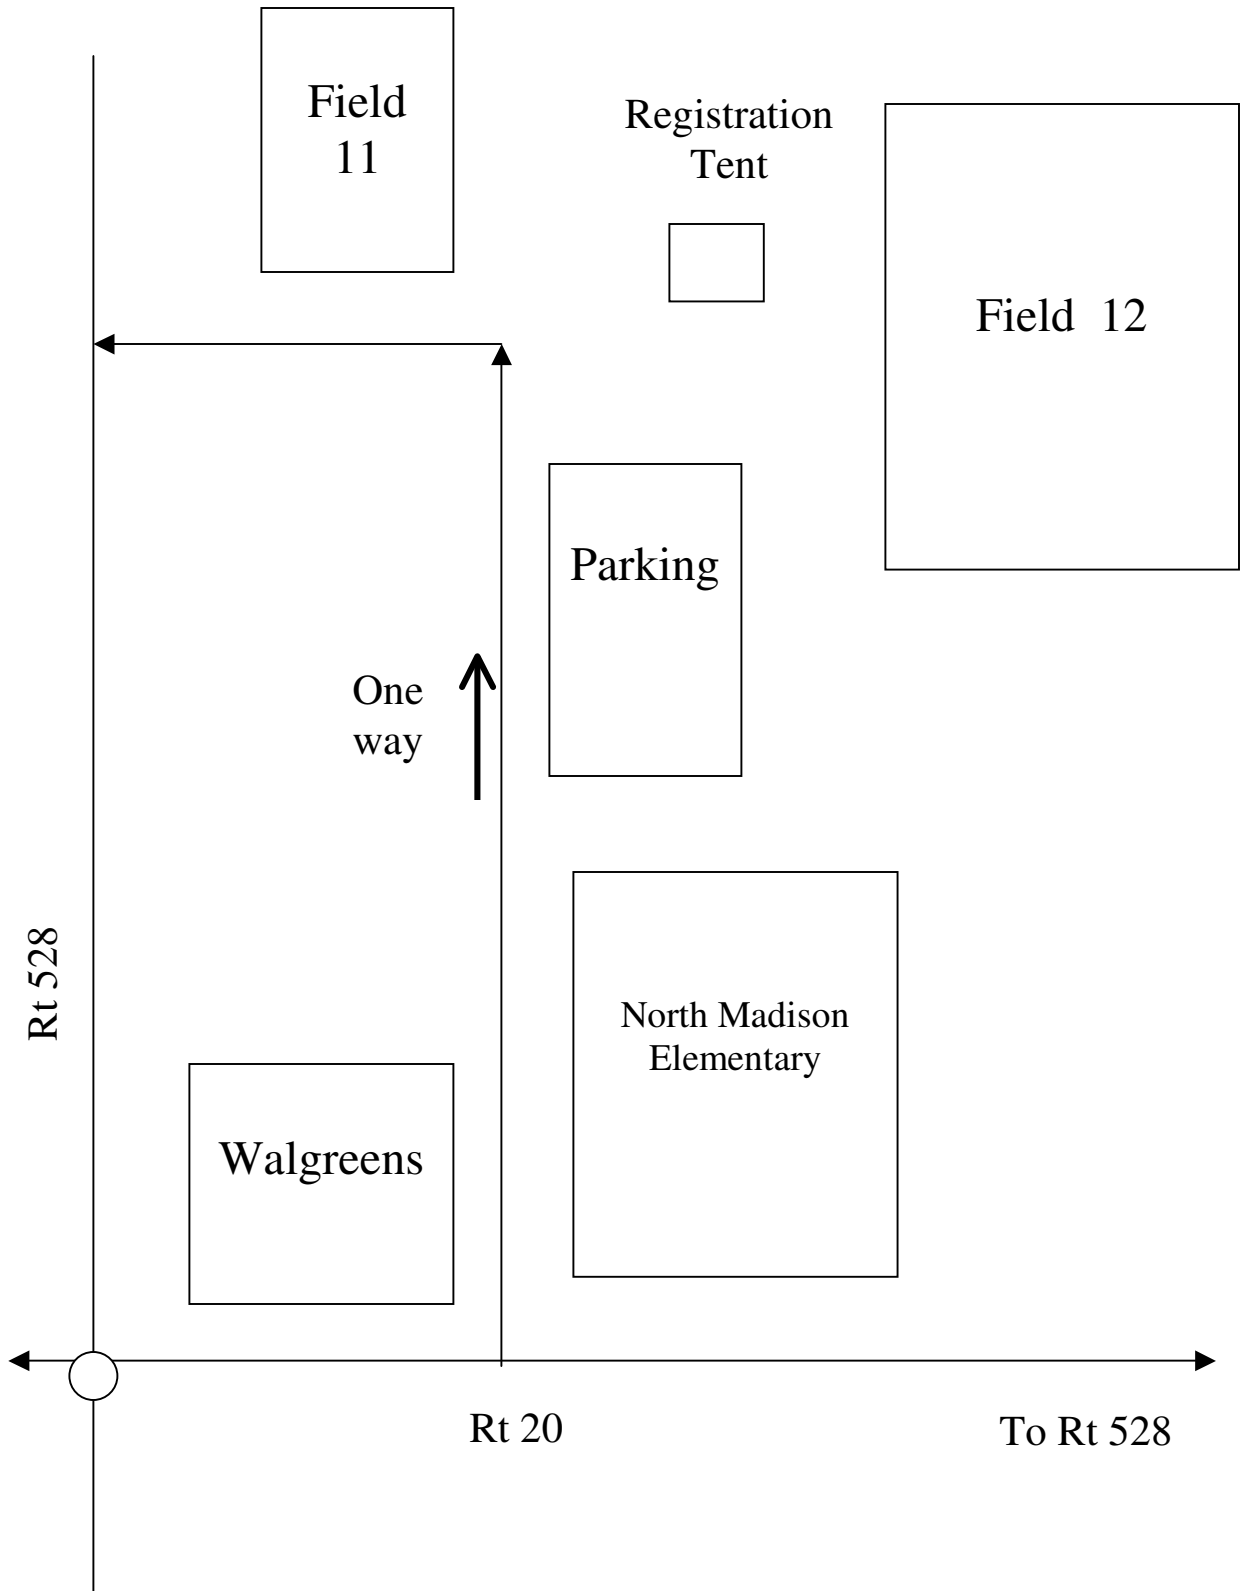 Field
11
Registration
Tent
Field 12
Parking
One
way
Rt 528
North Madison
Elementary
Walgreens
Rt 20
To Rt 528